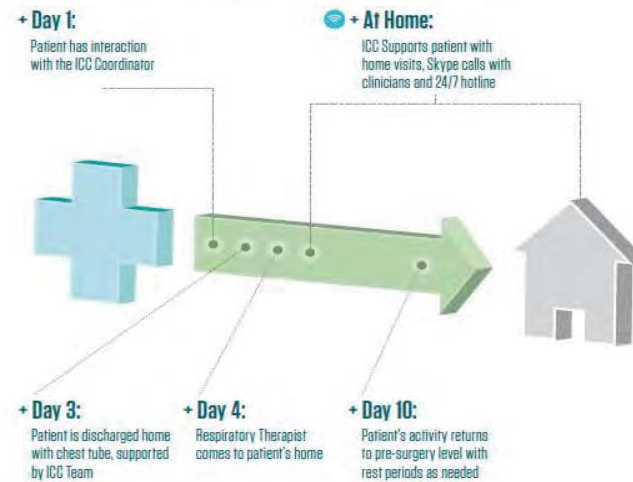 + Day 1:
Patient has interaction
with the ICC Coordinator
+ At Home:
ICC Supports patient with
home visits, Skype calls with
clinicians and 24/7 hotline
+ Day 3:
Patient is discharged home
with chest tube, supported
by ICC Team
+ Day 4:
Respiratory Therapist
comes to patient's home
+ Day 10:
Patient's activity returns
to pre-surgery level with
rest periods as needed